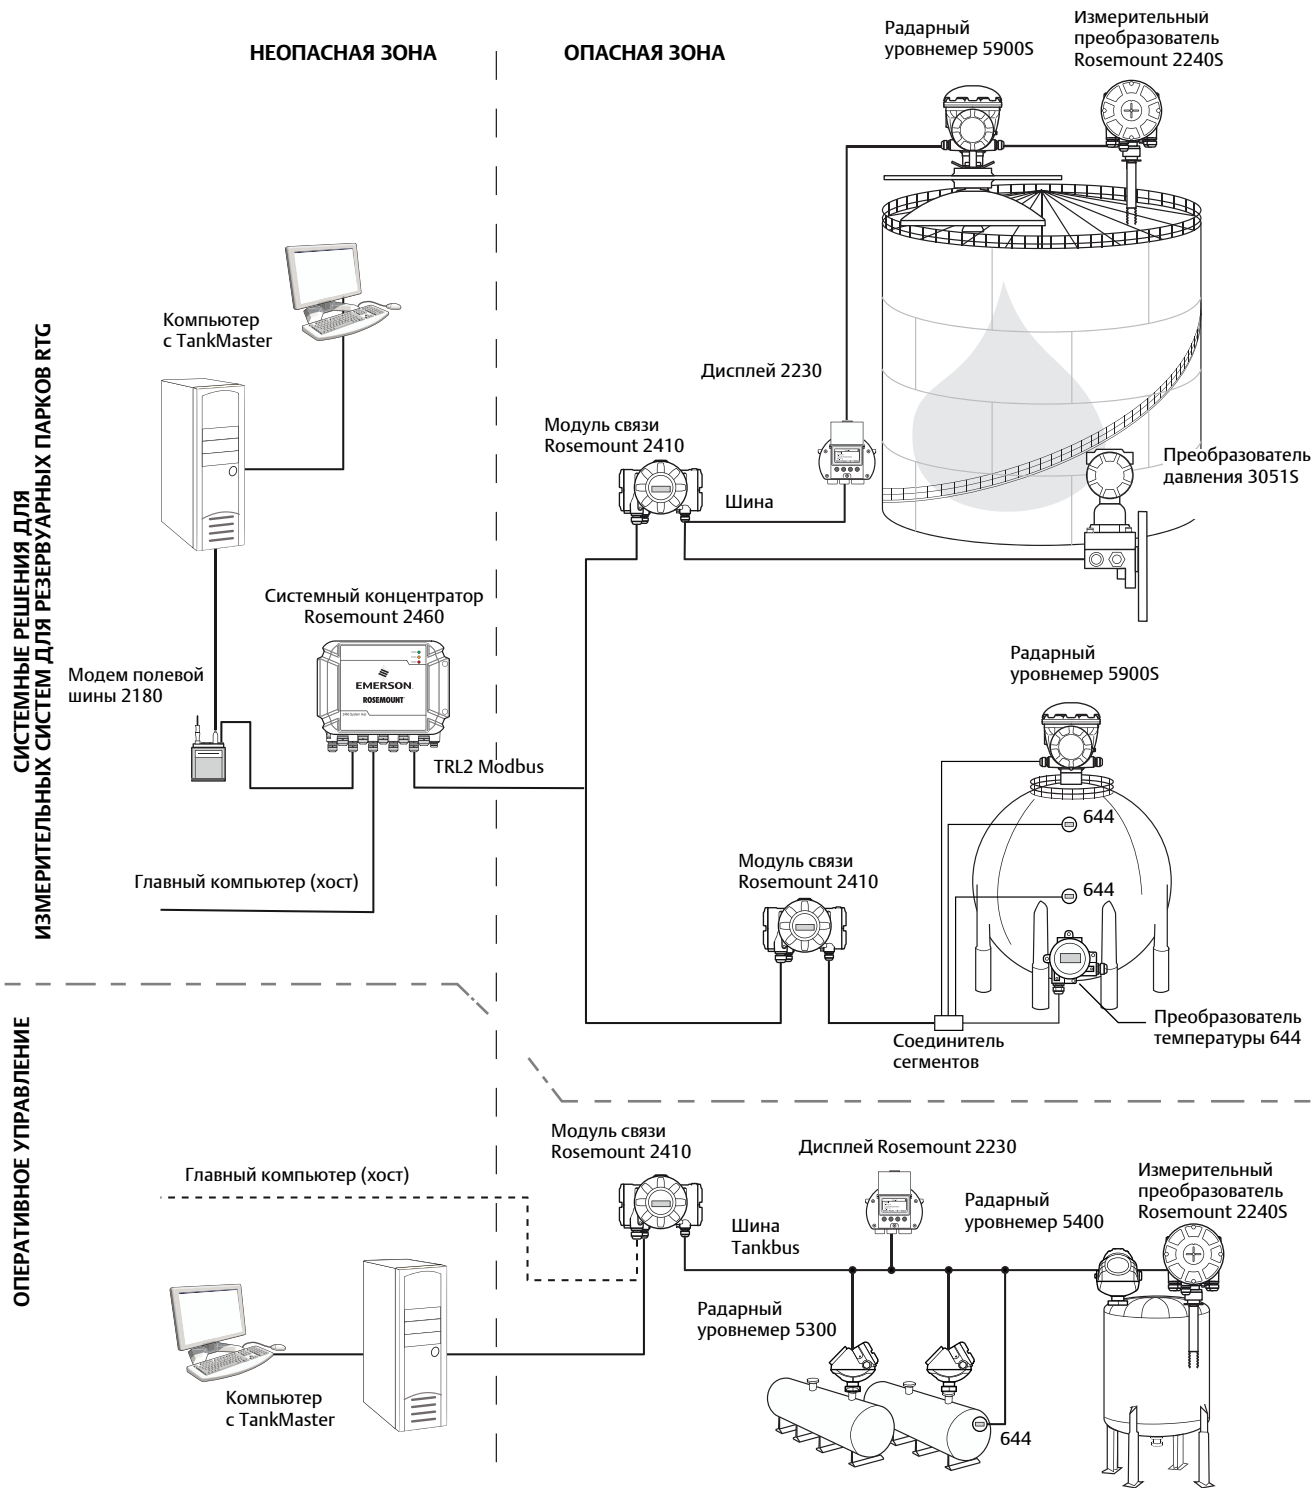 НЕОПАСНАЯ ЗОНА
ОПАСНАЯ ЗОНА
Радарный
уровнемер 5900S
Измерительный
преобразователь
Rosemount 2240S
СИСТЕМНЫЕ РЕШЕНИЯ ДЛЯ
ИЗМЕРИТЕЛЬНЫХ СИСТЕМ ДЛЯ РЕЗЕРВУАРНЫХ ПАРКОВ RTG
Компьютер
с TankMaster
Дисплей 2230
Модуль связи
Rosemount 2410
Шина
Преобразователь
давления 3051S
Системный концентратор
Rosemount 2460
EMERSON
ROSEMOUNT
Модем полевой
шины 2180
TRL2 Modbus
Радарный
уровнемер 5900S
644
644
Главный компьютер (хост)
Модуль связи
Rosemount 2410
Соединитель
сегментов
Преобразователь
температуры 644
ОПЕРАТИВНОЕ УПРАВЛЕНИЕ
Главный компьютер (хост)
Модуль связи
Rosemount 2410
Дисплей Rosemount 2230
Шина
Tankbus
Радарный
уровнемер 5400
Измерительный
преобразователь
Rosemount 2240S
Радарный
уровнемер 5300
Компьютер
с TankMaster
644